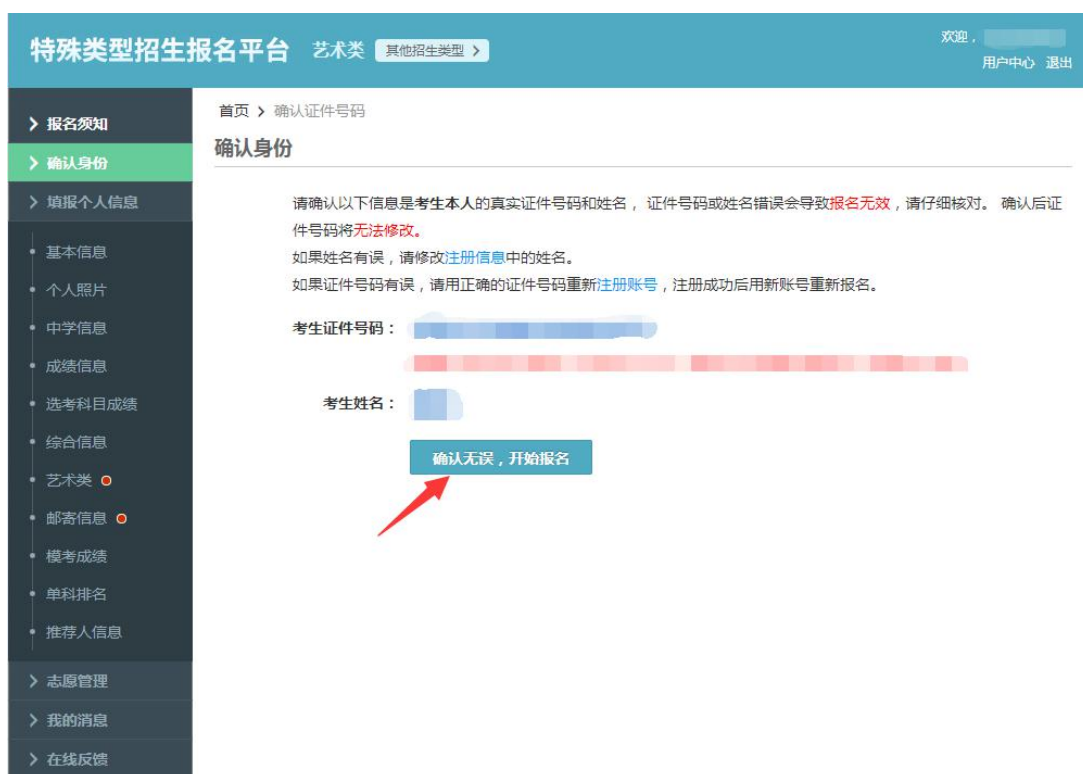 特殊类型招生报名平台 艺术类 其他招生类型 >
欢迎，
用户中心 退出
首页 > 确认证件号码
确认身份
> 报名须知
> 确认身份
> 填报个人信息
基本信息
个人照片
中学信息
成绩信息
选考科目成绩
综合信息
艺术类
邮寄信息
模考成绩
单科排名
推荐人信息
> 志愿管理
> 我的消息
> 在线反馈
请确认以下信息是考生本人的真实证件号码和姓名， 证件号码或姓名错误会导致报名无效，请仔细核对。 确认后证
件号码将无法修改。
如果姓名有误，请修改注册信息中的姓名。
如果证件号码有误，请用正确的证件号码重新注册账号，注册成功后用新账号重新报名。
考生证件号码：
考生姓名：
确认无误，开始报名